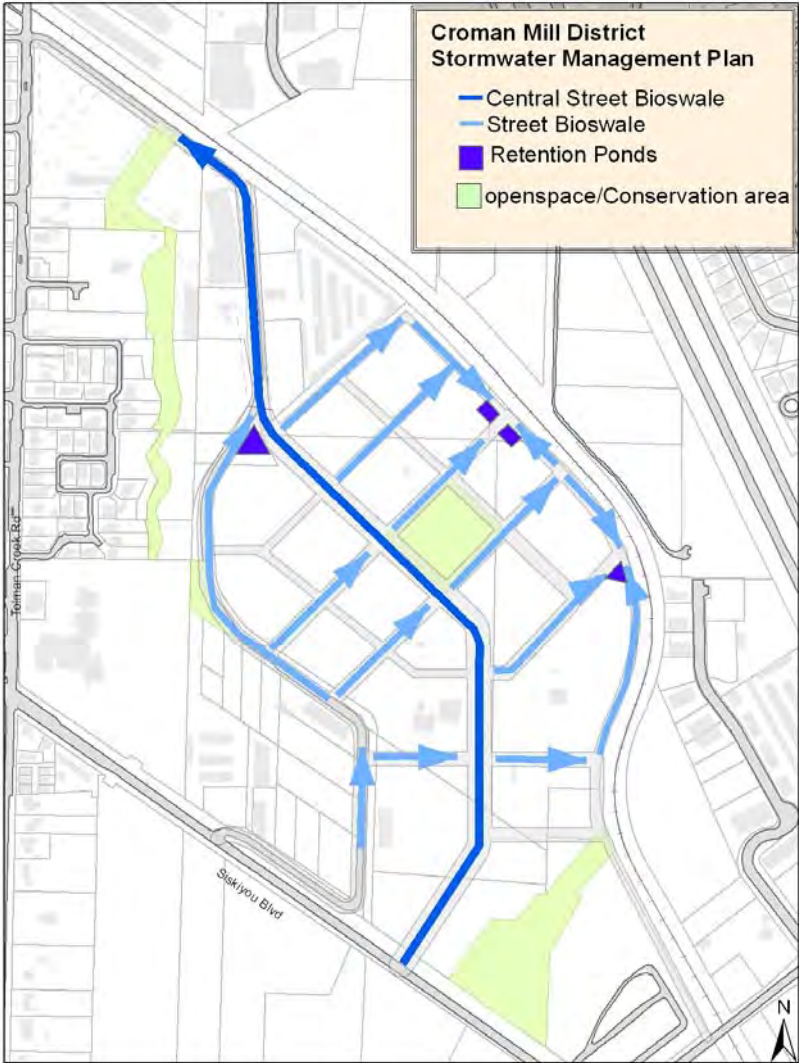 Croman Mill District
Stormwater Management Plan
Central Street Bioswale
Street Bioswale
Retention Ponds
openspace/Conservation area
Tolman Creek Rd
Siskiyou Blvd
N